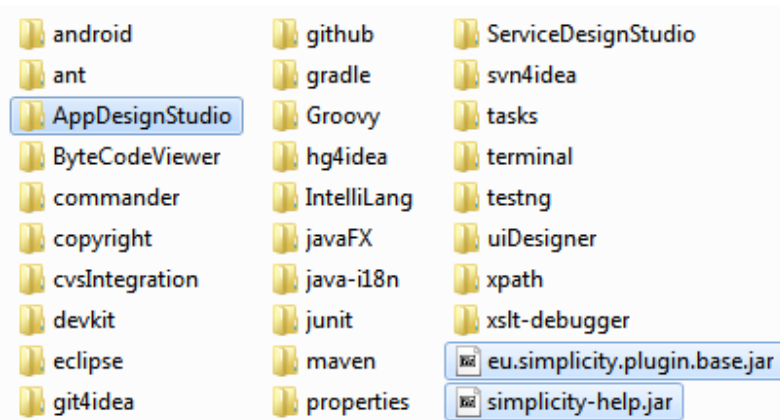 android
ant
AppDesignStudio
ByteCodeViewer
commander
copyright
cvsIntegration
devkit
eclipse
git4idea
github
gradle
Groovy
hg4idea
IntelliLang
javaFX
java-i18n
junit
maven
properties
ServiceDesignStudio
svn4idea
tasks
terminal
testng
uiDesigner
xpath
xslt-debugger
eu.simplicity.plugin.base.jar
simplicity-help.jar